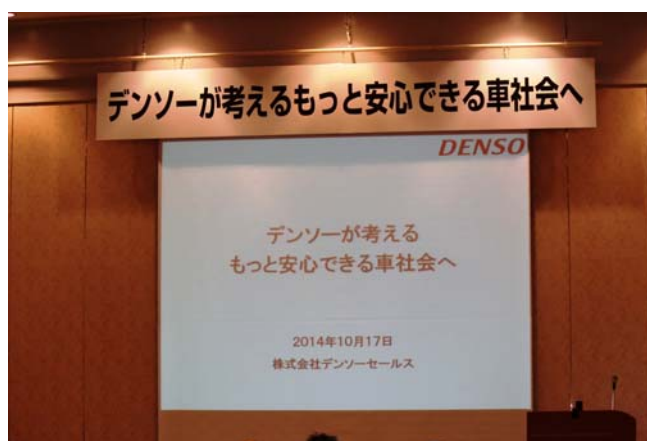 デンソーが考えるもっと安心できる車社会へ
DENSO
デンソーが考える
もっと安心できる車社会へ
2014年10月17日
株式会社デンソーセールス